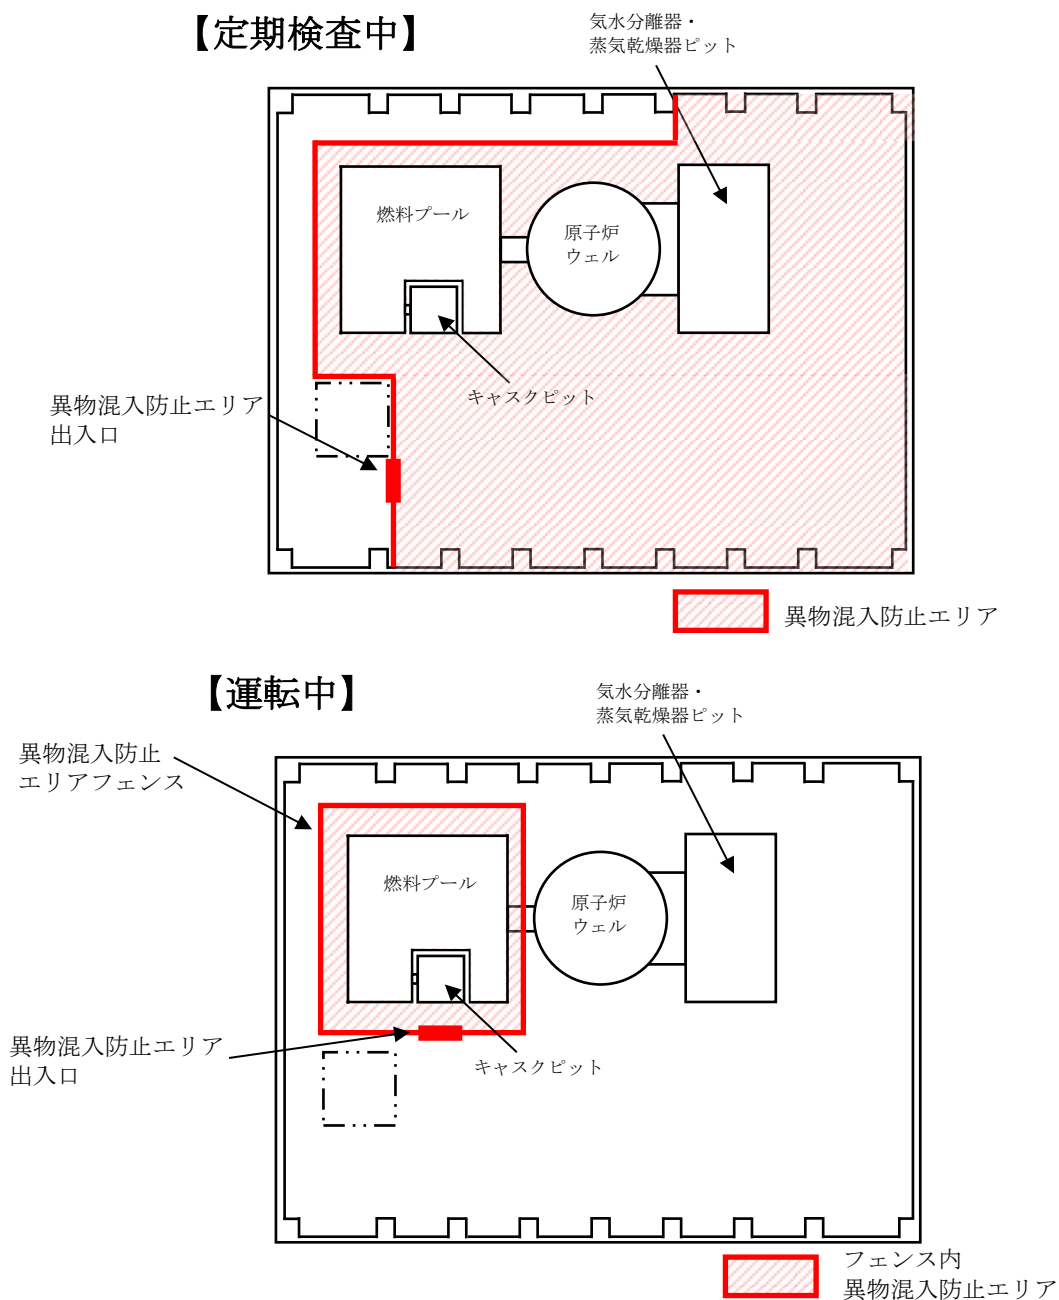 【定期検査中】
気水分離器・
蒸気乾燥器ピット
燃料プール
原子炉
ウェル
キャスクピット
異物混入防止エリア
出入口
異物混入防止エリア
【運転中】
気水分離器・
蒸気乾燥器ピット
異物混入防止
エリアフェンス
燃料プール
原子炉
ウェル
異物混入防止エリア
出入口
キャスクピット
フェンス内
異物混入防止エリア